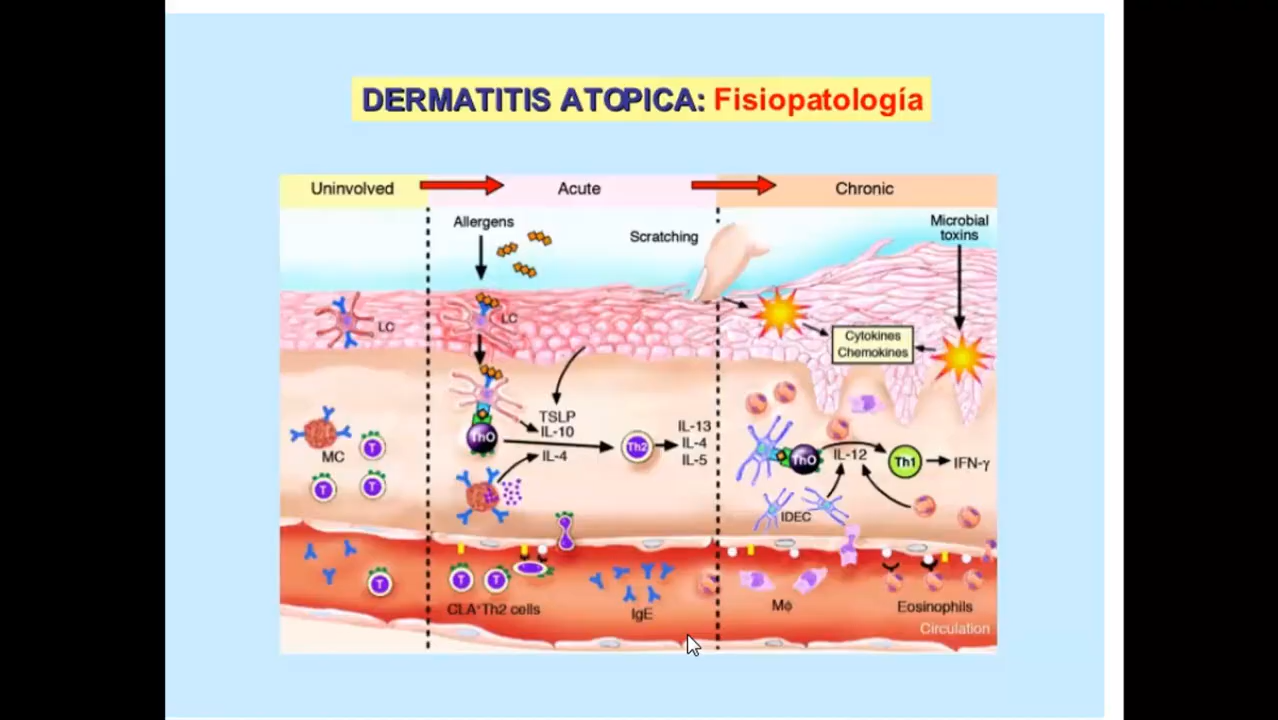 DERMATITIS ATOPICA: Fisiopatología
Uninvolved
Acute
Chronic
Allergens
Scratching
Microbial
toxins
LC
LC
Cytokines
Chemokines
TSLP
IL-10
IL-4
ThO
Th2
IL-13
IL-4
IL-5
MC
T
T
T
ThO
IL-12
Th1
IFN-γ
IDEC
T
T
T
CLA+Th2 cells
IgE
Mϕ
Eosinophils
Circulation